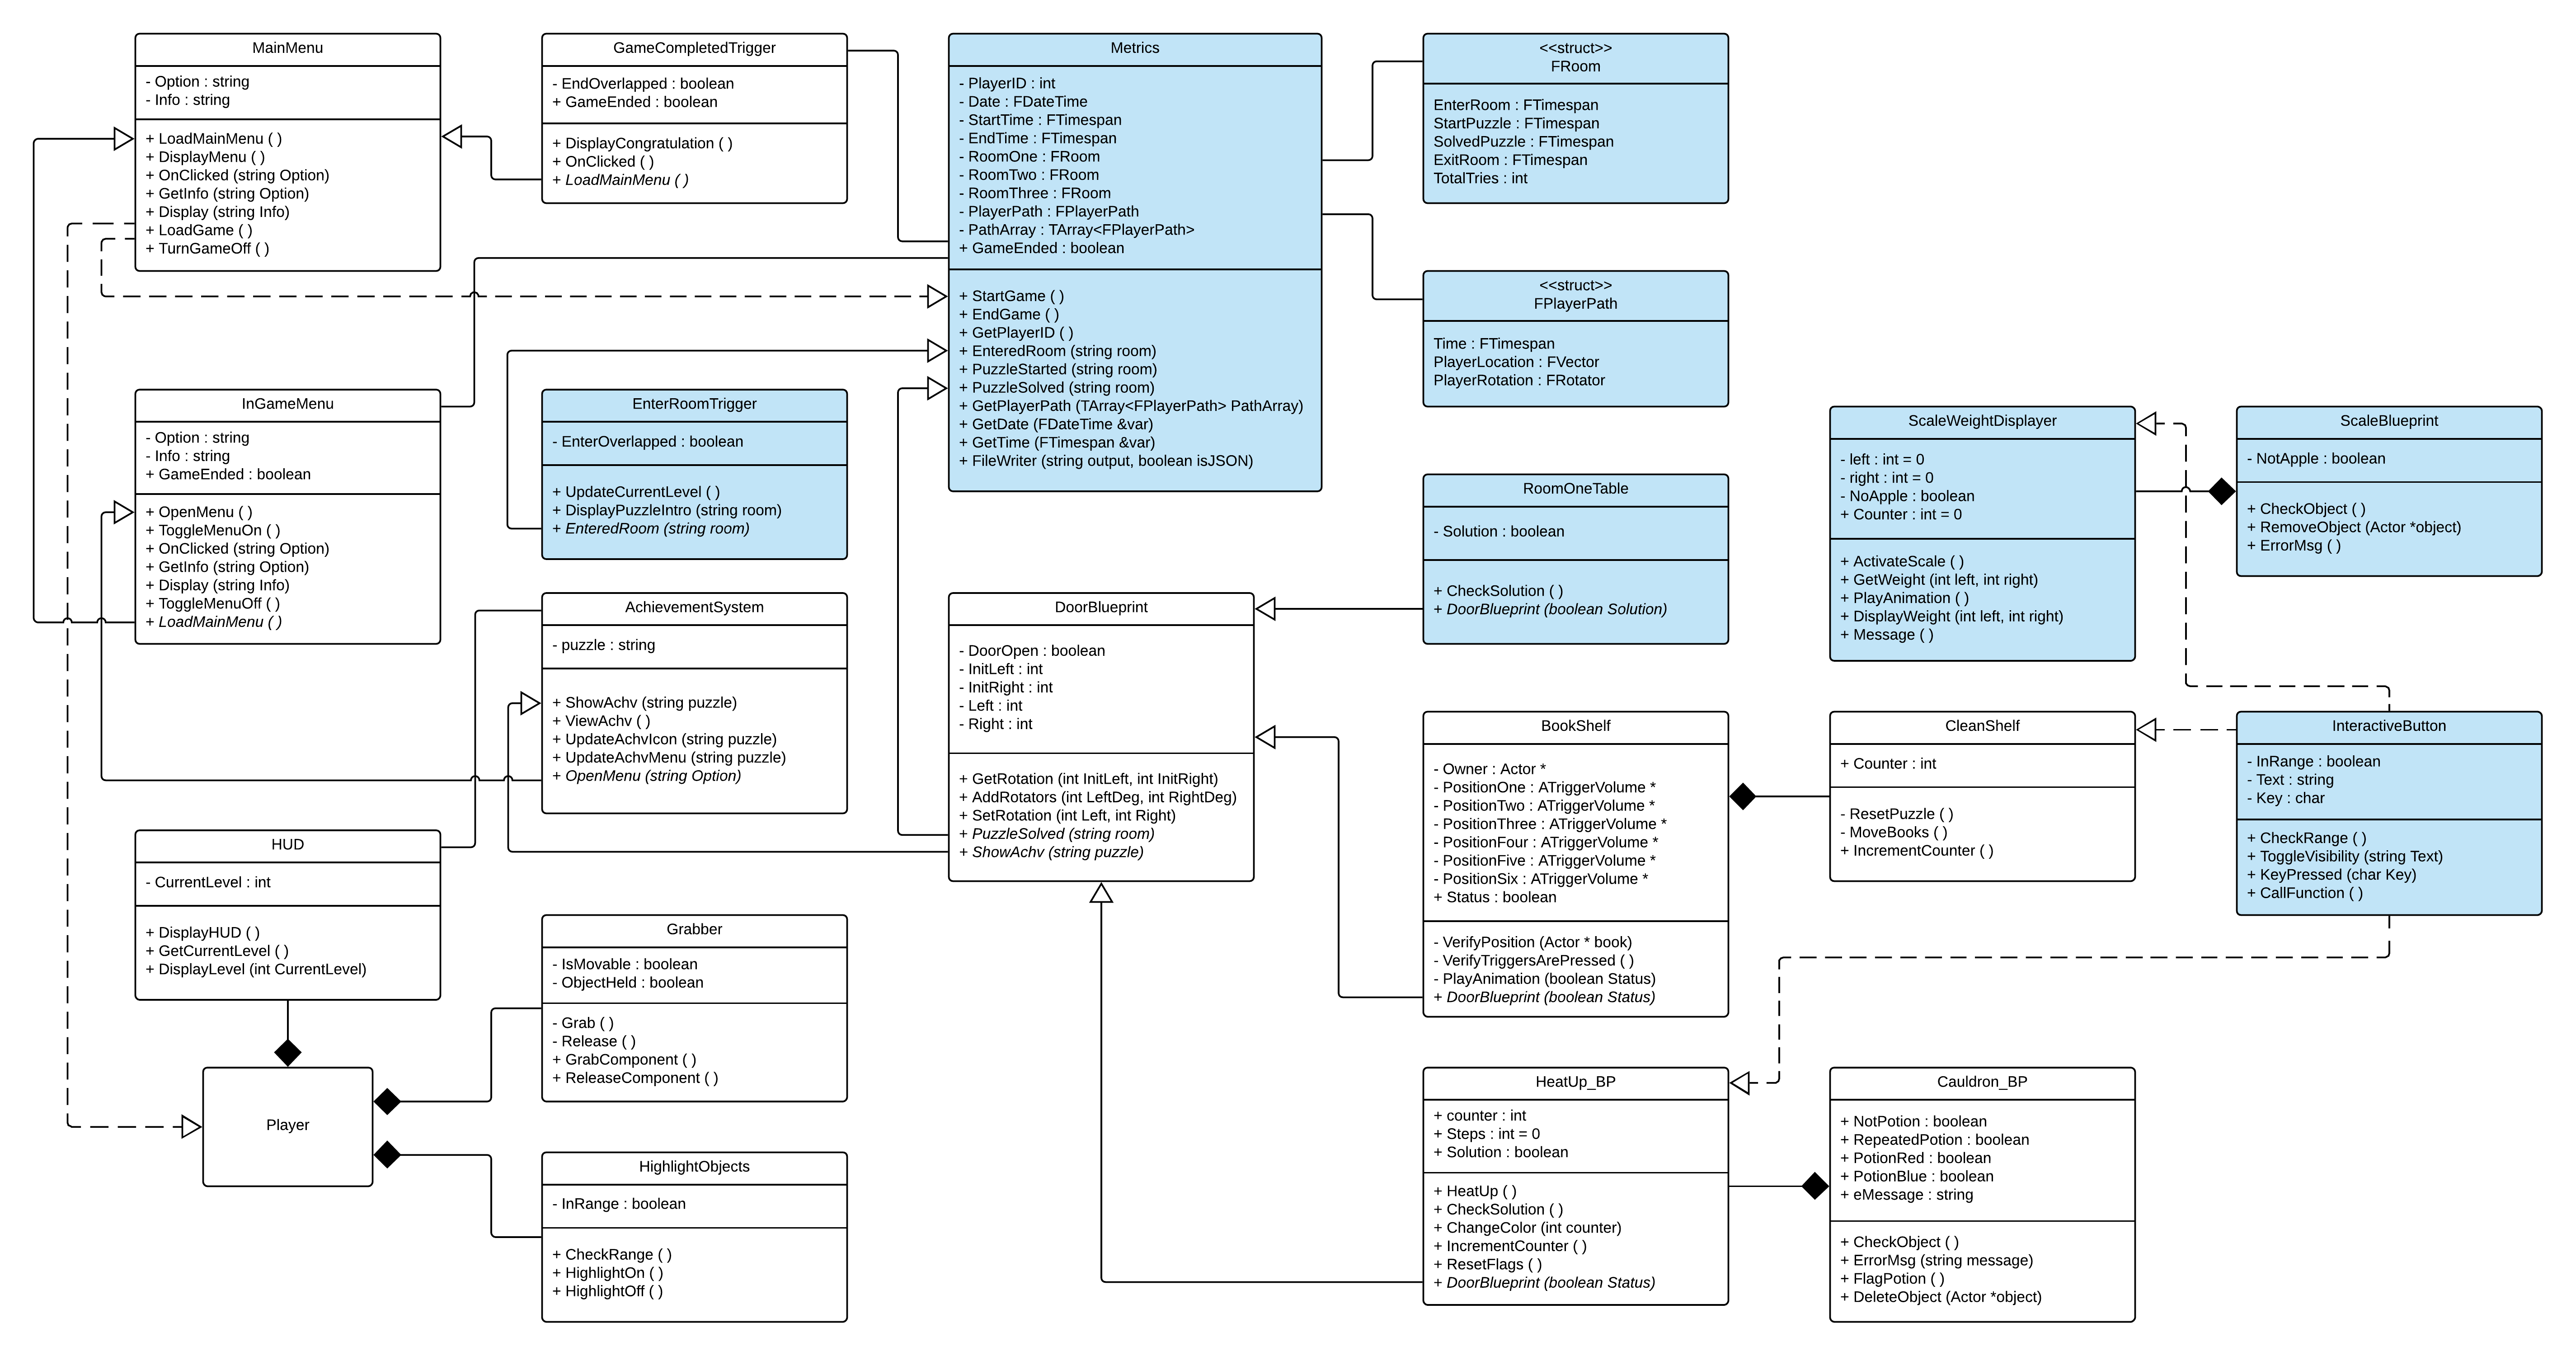 MainMenu
- Option : string
- Info : string
+ LoadMainMenu ( )
+ DisplayMenu ( )
+ OnClicked (string Option)
+ GetInfo (string Option)
+ Display (string Info)
+ LoadGame ( )
+ TurnGameOff ( )
GameCompletedTrigger
- EndOverlapped : boolean
+ GameEnded : boolean
+ DisplayCongratulation ( )
+ OnClicked ( )
+ LoadMainMenu ( )
Metrics
- PlayerID : int
- Date : FDateTime
- StartTime : FTimespan
- EndTime : FTimespan
- RoomOne : FRoom
- RoomTwo : FRoom
- RoomThree : FRoom
- PlayerPath : FPlayerPath
- PathArray : TArray<FPlayerPath>
+ GameEnded : boolean
+ StartGame ( )
+ EndGame ( )
+ GetPlayerID ( )
+ EnteredRoom (string room)
+ PuzzleStarted (string room)
+ PuzzleSolved (string room)
+ GetPlayerPath (TArray<FPlayerPath> PathArray)
+ GetDate (FDateTime &var)
+ GetTime (FTimespan &var)
+ FileWriter (string output, boolean isJSON)
<<struct>>
FRoom
EnterRoom : FTimespan
StartPuzzle : FTimespan
SolvedPuzzle : FTimespan
ExitRoom : FTimespan
TotalTries : int
<<struct>>
FPlayerPath
Time : FTimespan
PlayerLocation : FVector
PlayerRotation : FRotator
InGameMenu
- Option : string
- Info : string
+ GameEnded : boolean
+ OpenMenu ( )
+ ToggleMenuOn ( )
+ OnClicked (string Option)
+ GetInfo (string Option)
+ Display (string Info)
+ ToggleMenuOff ( )
+ LoadMainMenu ( )
EnterRoomTrigger
- EnterOverlapped : boolean
+ UpdateCurrentLevel ( )
+ DisplayPuzzleIntro (string room)
+ EnteredRoom (string room)
ScaleWeightDisplayer
- left : int = 0
- right : int = 0
- NoApple : boolean
+ Counter : int = 0
+ ActivateScale ( )
+ GetWeight (int left, int right)
+ PlayAnimation ( )
+ DisplayWeight (int left, int right)
+ Message ( )
ScaleBlueprint
- NotApple : boolean
+ CheckObject ( )
+ RemoveObject (Actor *object)
+ ErrorMsg ( )
RoomOneTable
- Solution : boolean
+ CheckSolution ( )
+ DoorBlueprint (boolean Solution)
AchievementSystem
- puzzle : string
+ ShowAchv (string puzzle)
+ ViewAchv ( )
+ UpdateAchvIcon (string puzzle)
+ UpdateAchvMenu (string puzzle)
+ OpenMenu (string Option)
DoorBlueprint
- DoorOpen : boolean
- InitLeft : int
- InitRight : int
- Left : int
- Right : int
+ GetRotation (int InitLeft, int InitRight)
+ AddRotators (int LeftDeg, int RightDeg)
+ SetRotation (int Left, int Right)
+ PuzzleSolved (string room)
+ ShowAchv (string puzzle)
BookShelf
- Owner : Actor *
- PositionOne : ATriggerVolume *
- PositionTwo : ATriggerVolume *
- PositionThree : ATriggerVolume *
- PositionFour : ATriggerVolume *
- PositionFive : ATriggerVolume *
- PositionSix : ATriggerVolume *
+ Status : boolean
- VerifyPosition (Actor * book)
- VerifyTriggersArePressed ( )
- PlayAnimation (boolean Status)
+ DoorBlueprint (boolean Status)
CleanShelf
+ Counter : int
- ResetPuzzle ( )
- MoveBooks ( )
+ IncrementCounter ( )
InteractiveButton
- InRange : boolean
- Text : string
- Key : char
+ CheckRange ( )
+ ToggleVisibility (string Text)
+ KeyPressed (char Key)
+ CallFunction ( )
HUD
- CurrentLevel : int
+ DisplayHUD ( )
+ GetCurrentLevel ( )
+ DisplayLevel (int CurrentLevel)
Grabber
- IsMovable : boolean
- ObjectHeld : boolean
- Grab ( )
- Release ( )
+ GrabComponent ( )
+ ReleaseComponent ( )
Player
HighlightObjects
- InRange : boolean
+ CheckRange ( )
+ HighlightOn ( )
+ HighlightOff ( )
HeatUp_BP
+ counter : int
+ Steps : int = 0
+ Solution : boolean
+ HeatUp ( )
+ CheckSolution ( )
+ ChangeColor (int counter)
+ IncrementCounter ( )
+ ResetFlags ( )
+ DoorBlueprint (boolean Status)
Cauldron_BP
+ NotPotion : boolean
+ RepeatedPotion : boolean
+ PotionRed : boolean
+ PotionBlue : boolean
+ eMessage : string
+ CheckObject ( )
+ ErrorMsg (string message)
+ FlagPotion ( )
+ DeleteObject (Actor *object)